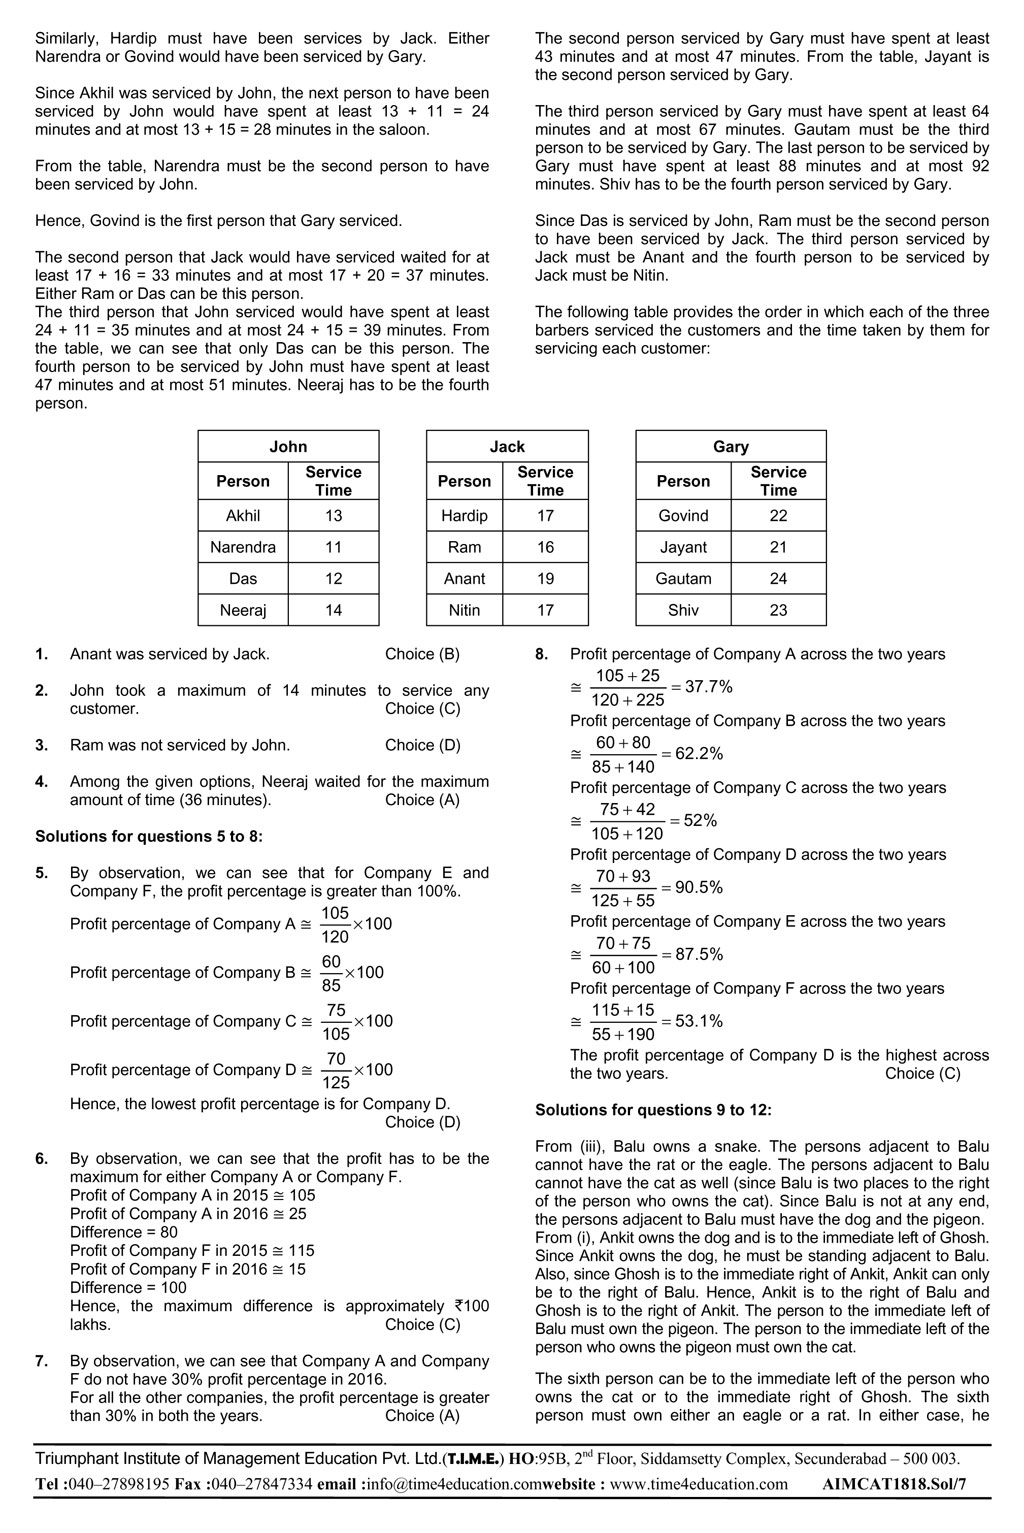 Similarly, Hardip must have been services by Jack. Either
Narendra or Govind would have been serviced by Gary.
Since Akhil was serviced by John, the next person to have been
serviced by John would have spent at least 13 + 11 = 24
minutes and at most 13 + 15 = 28 minutes in the saloon.
From the table, Narendra must be the second person to have
been serviced by John.
Hence, Govind is the first person that Gary serviced.
The second person that Jack would have serviced waited for at
least 17 + 16 = 33 minutes and at most 17 + 20 = 37 minutes.
Either Ram or Das can be this person.
The third person that John serviced would have spent at least
24 + 11 = 35 minutes and at most 24 + 15 = 39 minutes. From
the table, we can see that only Das can be this person. The
fourth person to be serviced by John must have spent at least
47 minutes and at most 51 minutes. Neeraj has to be the fourth
person.
The second person serviced by Gary must have spent at least
43 minutes and at most 47 minutes. From the table, Jayant is
the second person serviced by Gary.
The third person serviced by Gary must have spent at least 64
minutes and at most 67 minutes. Gautam must be the third
person to be serviced by Gary. The last person to be serviced by
Gary must have spent at least 88 minutes and at most 92
minutes. Shiv has to be the fourth person serviced by Gary.
Since Das is serviced by John, Ram must be the second person
to have been serviced by Jack. The third person serviced by
Jack must be Anant and the fourth person to be serviced by
Jack must be Nitin.
The following table provides the order in which each of the three
barbers serviced the customers and the time taken by them for
servicing each customer:
John
Person Service Time
Akhil 13
Narendra 11
Das 12
Neeraj 14
Jack
Person Service Time
Hardip 17
Ram 16
Anant 19
Nitin 17
Gary
Person Service Time
Govind 22
Jayant 21
Gautam 24
Shiv 23
1. Anant was serviced by Jack. Choice (B)
2. John took a maximum of 14 minutes to service any
customer. Choice (C)
3. Ram was not serviced by John. Choice (D)
4. Among the given options, Neeraj waited for the maximum
amount of time (36 minutes). Choice (A)
Solutions for questions 5 to 8:
5. By observation, we can see that for Company E and
Company F, the profit percentage is greater than 100%.
Profit percentage of Company A ≅ 105/120 ×100
Profit percentage of Company B ≅ 60/85 ×100
Profit percentage of Company C ≅ 75/105 ×100
Profit percentage of Company D ≅ 70/125 ×100
Hence, the lowest profit percentage is for Company D.
Choice (D)
6. By observation, we can see that the profit has to be the
maximum for either Company A or Company F.
Profit of Company A in 2015 ≅ 105
Profit of Company A in 2016 ≅ 25
Difference = 80
Profit of Company F in 2015 ≅ 115
Profit of Company F in 2016 ≅ 15
Difference = 100
Hence, the maximum difference is approximately ₹100
lakhs. Choice (C)
7. By observation, we can see that Company A and Company
F do not have 30% profit percentage in 2016.
For all the other companies, the profit percentage is greater
than 30% in both the years. Choice (A)
8. Profit percentage of Company A across the two years
≅ (105 + 25)/(120 + 225) = 37.7%
Profit percentage of Company B across the two years
≅ (60 + 80)/(85 + 140) = 62.2%
Profit percentage of Company C across the two years
≅ (75 + 42)/(105 + 120) = 52%
Profit percentage of Company D across the two years
≅ (70 + 93)/(125 + 55) = 90.5%
Profit percentage of Company E across the two years
≅ (70 + 75)/(60 + 100) = 87.5%
Profit percentage of Company F across the two years
≅ (115 + 15)/(55 + 190) = 53.1%
The profit percentage of Company D is the highest across
the two years. Choice (C)
Solutions for questions 9 to 12:
From (iii), Balu owns a snake. The persons adjacent to Balu
cannot have the rat or the eagle. The persons adjacent to Balu
cannot have the cat as well (since Balu is two places to the right
of the person who owns the cat). Since Balu is not at any end,
the persons adjacent to Balu must have the dog and the pigeon.
From (i), Ankit owns the dog and is to the immediate left of Ghosh.
Since Ankit owns the dog, he must be standing adjacent to Balu.
Also, since Ghosh is to the immediate right of Ankit, Ankit can only
be to the right of Balu. Hence, Ankit is to the right of Balu and
Ghosh is to the right of Ankit. The person to the immediate left of
Balu must own the pigeon. The person to the immediate left of the
person who owns the pigeon must own the cat.
The sixth person can be to the immediate left of the person who
owns the cat or to the immediate right of Ghosh. The sixth
person must own either an eagle or a rat. In either case, he
Triumphant Institute of Management Education Pvt. Ltd.(T.I.M.E.) HO:95B, 2nd Floor, Siddamsetty Complex, Secunderabad – 500 003.
Tel :040–27898195 Fax :040–27847334 email :info@time4education.comwebsite : www.time4education.com AIMCAT1818.Sol/7